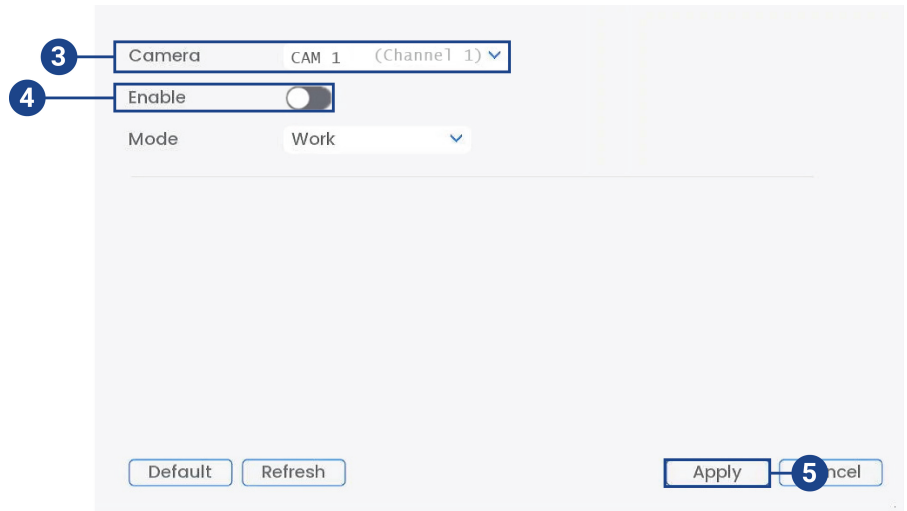 3 Camera CAM 1 (Channel 1)
4 Enable
Mode Work
Default Refresh Apply 5 ncel